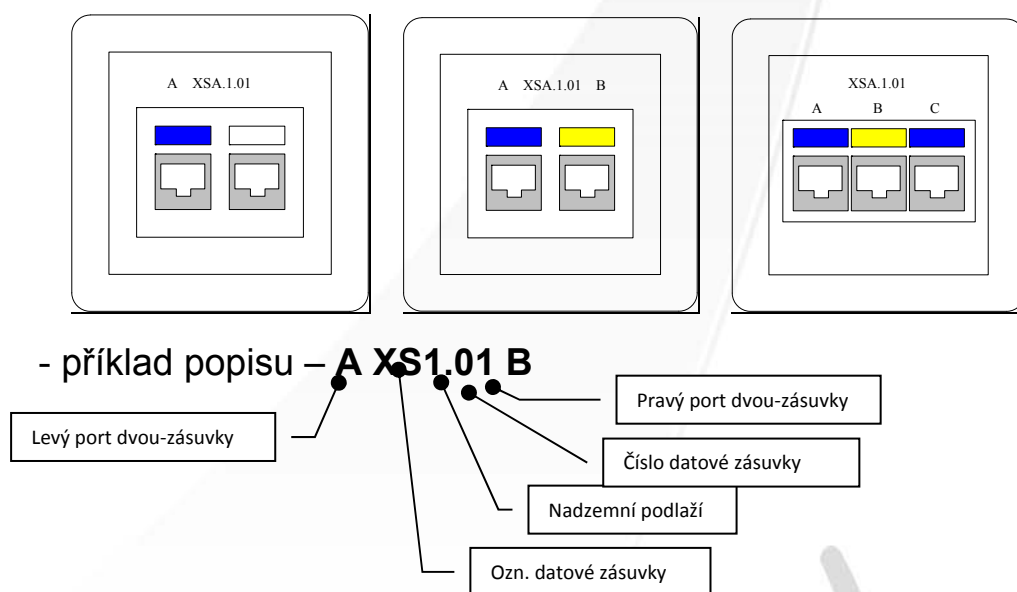 A XSA.1.01
A XSA.1.01 B
XSA.1.01
A B C
- příklad popisu – A XS1.01 B
Pravý port dvou-zásuvky
Levý port dvou-zásuvky
Číslo datové zásuvky
Nadzemní podlaží
Ozn. datové zásuvky